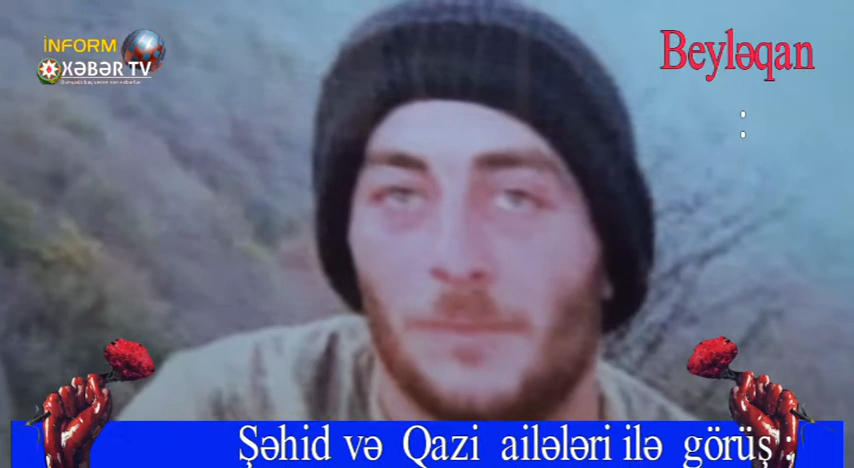 İNFORM
XƏBƏR TV
Beyləqan
:
Şəhid və Qazi ailələri ilə görüş :